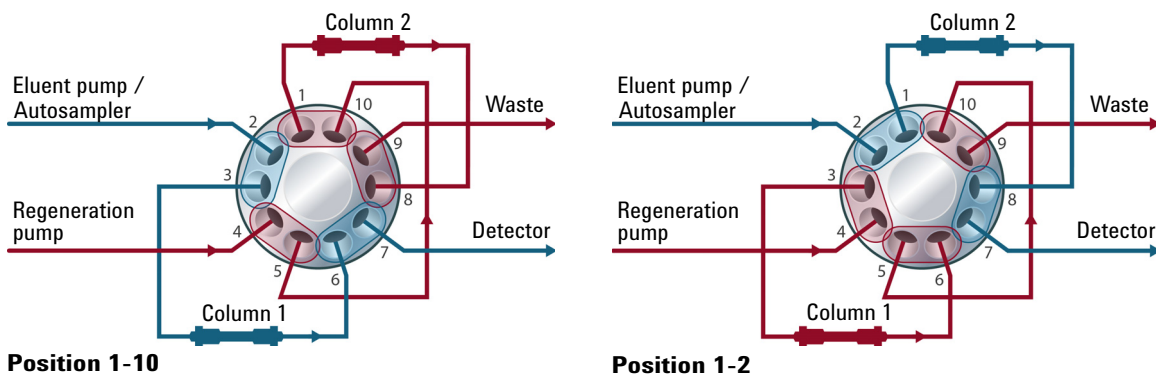 Column 2
Eluent pump /
Autosampler
Waste
1
10
2
9
3
8
Regeneration
pump
Detector
4
7
5
6
Column 1
Position 1-10
Column 2
Eluent pump /
Autosampler
Waste
1
10
2
9
3
8
Regeneration
pump
Detector
4
7
5
6
Column 1
Position 1-2